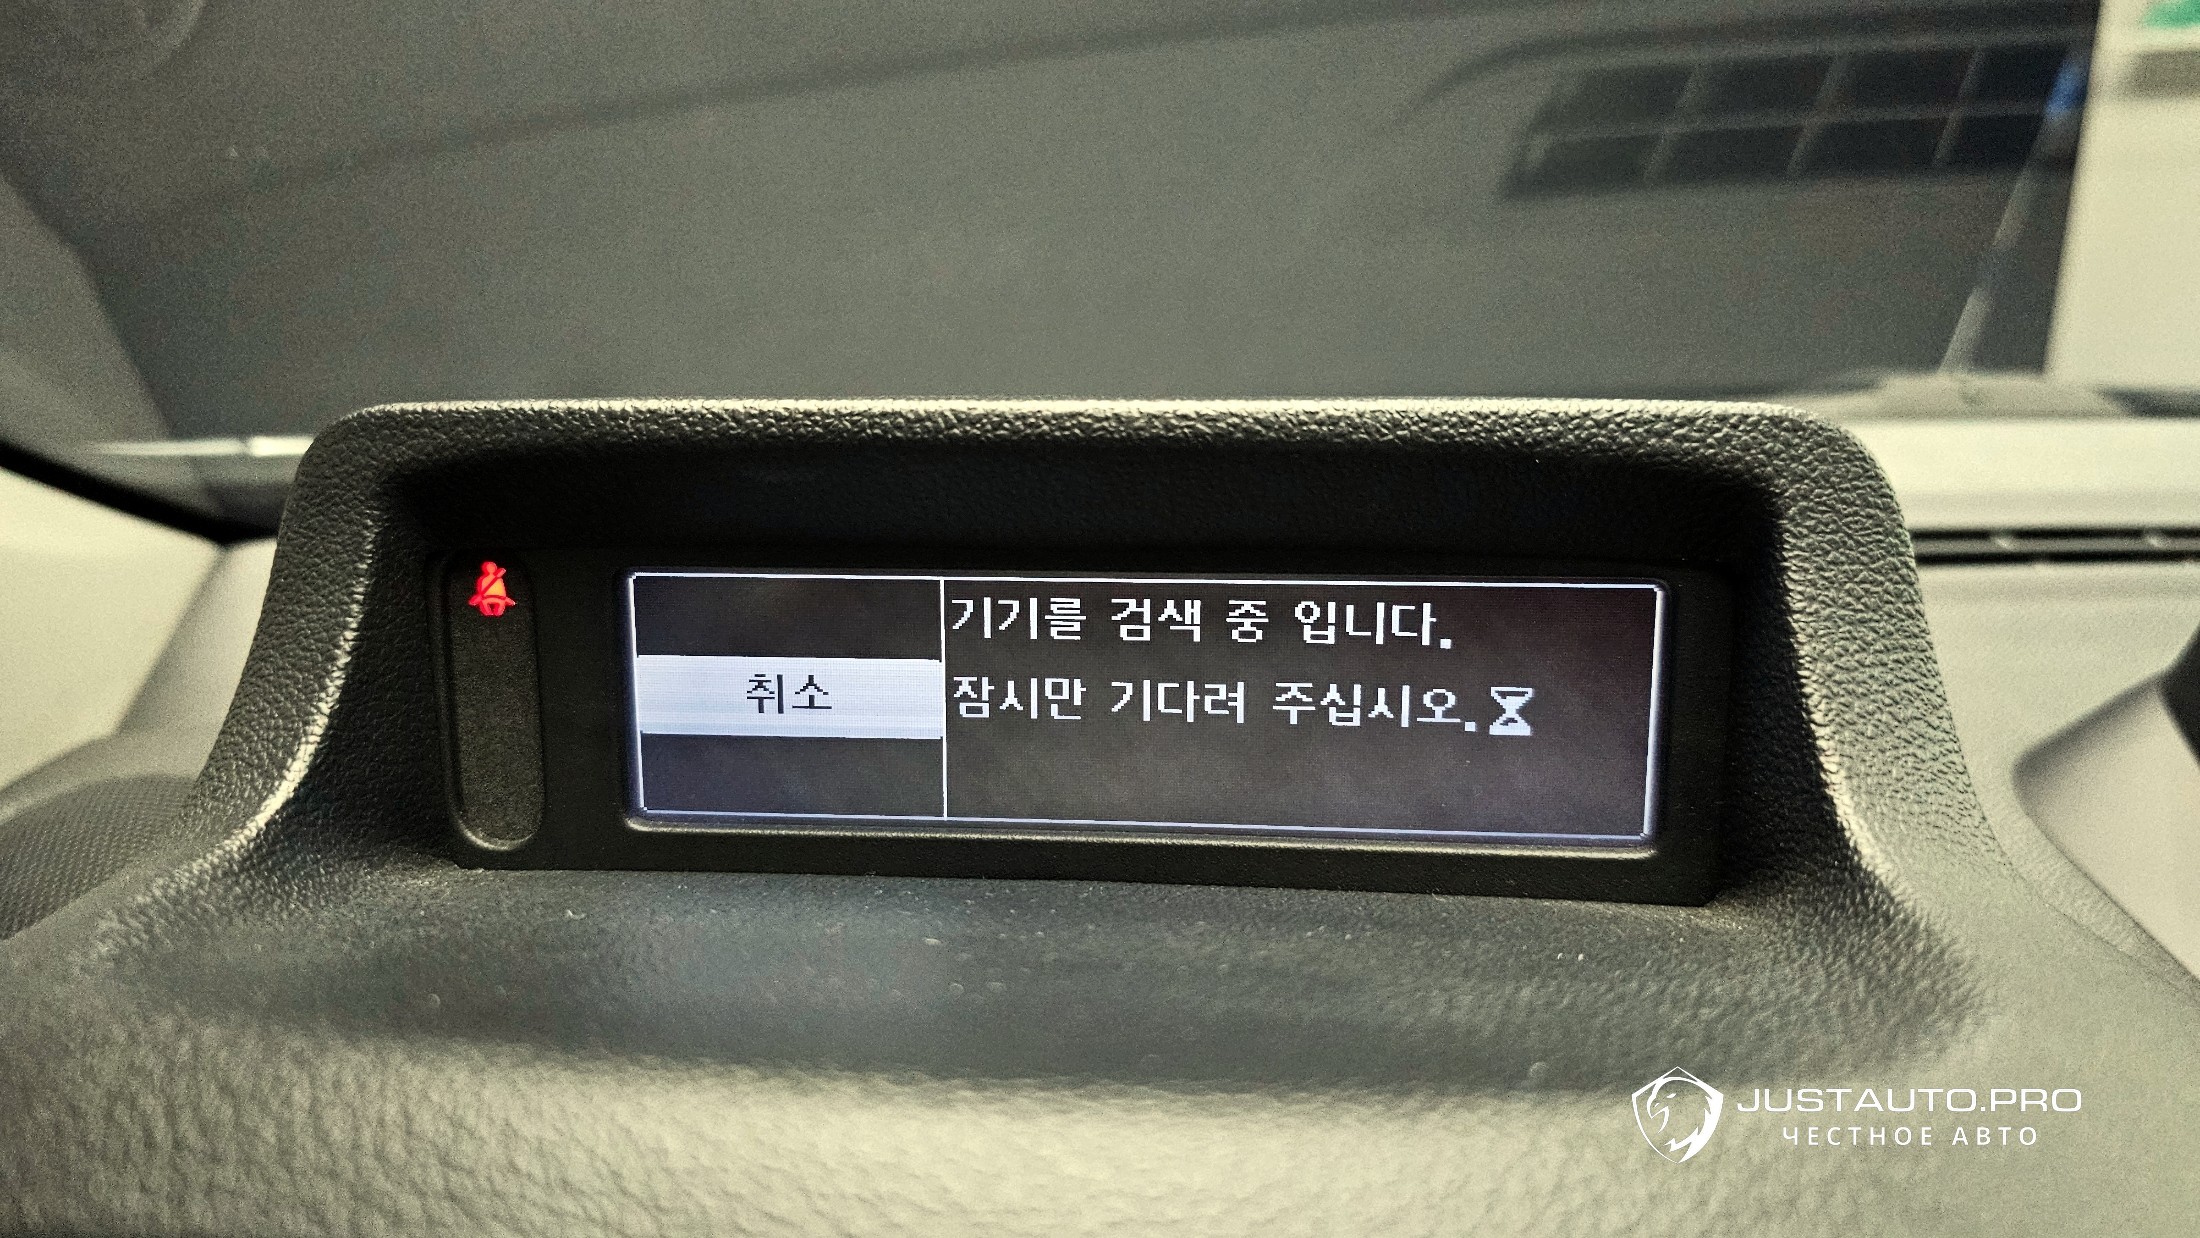 기기를 검색 중 입니다.
취소
잠시만 기다려 주십시오.
JUSTAUTO.PRO
ЧЕСТНОЕ АВТО